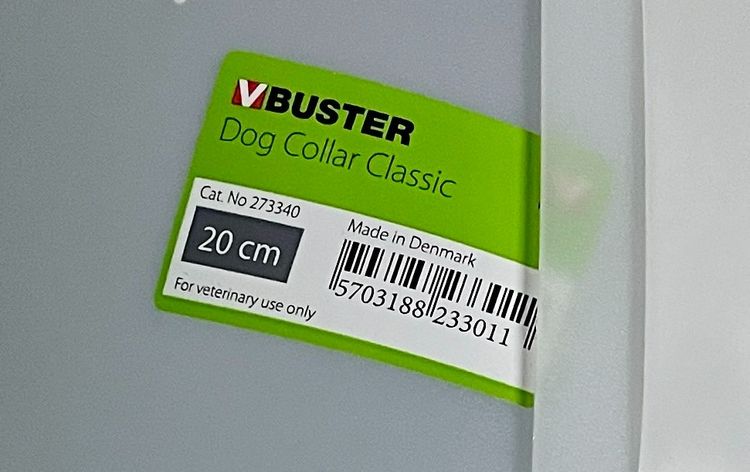 V BUSTER
Dog Collar Classic
Cat. No 273340
20 cm
For veterinary use only
Made in Denmark
5703188 233011